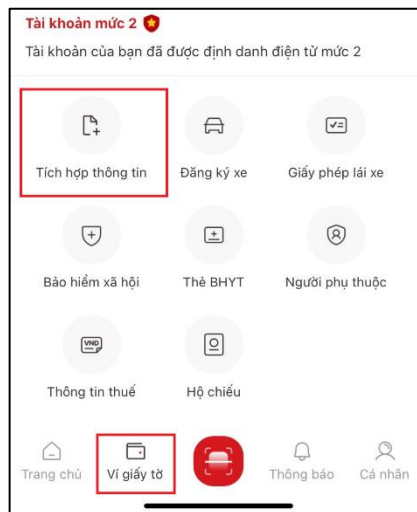 Tài khoản mức 2
Tài khoản của bạn đã được định danh điện tử mức 2
Tích hợp thông tin
Đăng ký xe
Giấy phép lái xe
Bảo hiểm xã hội
Thẻ BHYT
Người phụ thuộc
VND
Thông tin thuế
Hộ chiếu
Trang chủ
Ví giấy tờ
Thông báo
Cá nhân